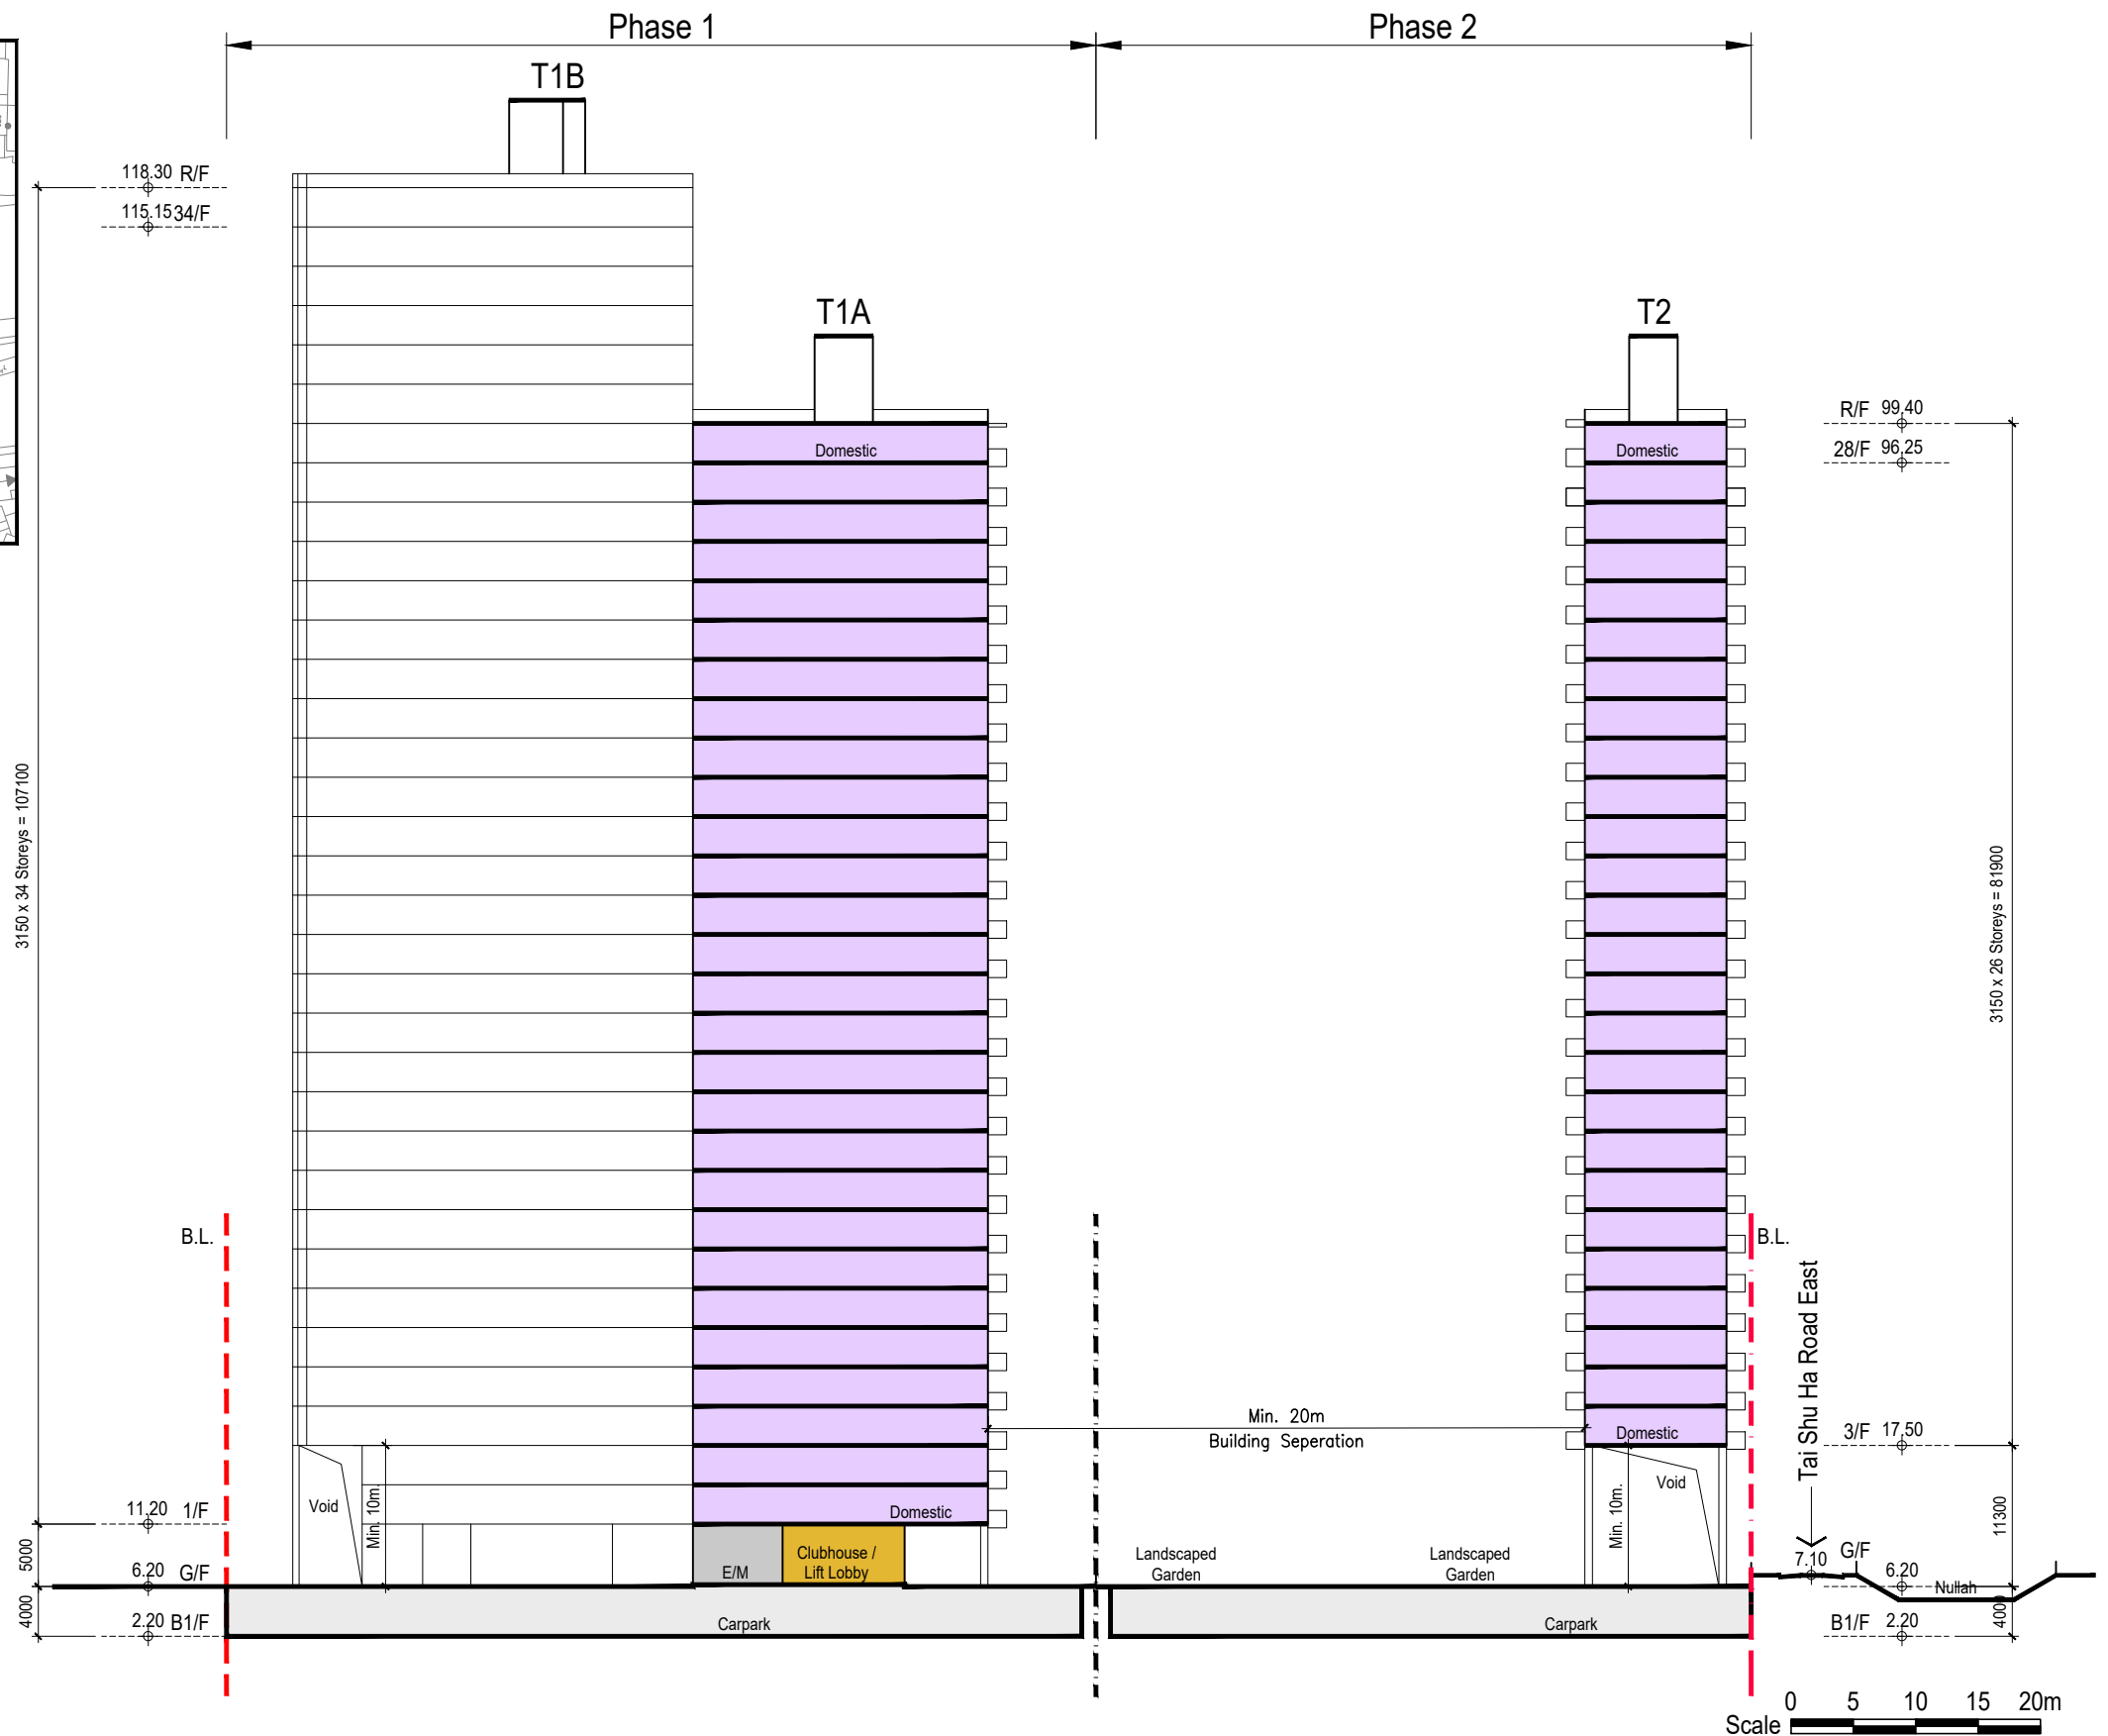 Phase 1
Phase 2
T1B
118.30 R/F
115.15 34/F
T1A
T2
R/F 99.40
28/F 96.25
Domestic
Domestic
3150 x 34 Storeys = 107100
3150 x 26 Storeys = 81900
B.L.
B.L.
Tai Shu Ha Road East
Min. 20m
Building Seperation
Domestic
3/F 17.50
Void
Min. 10m.
Domestic
Min. 10m.
Void
11.20 1/F
11300
5000
E/M
Clubhouse /
Lift Lobby
Landscaped
Garden
Landscaped
Garden
7.10
G/F
6.20
6.20 G/F
Nullah
4000
2.20 B1/F
Carpark
Carpark
B1/F 2.20
4000
0 5 10 15 20m
Scale